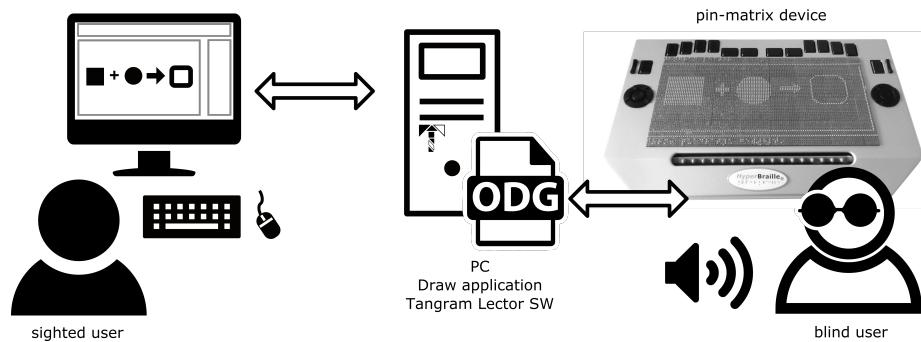 pin-matrix device
HyperBraille
ODG
PC
Draw application
Tangram Lector SW
sighted user
blind user